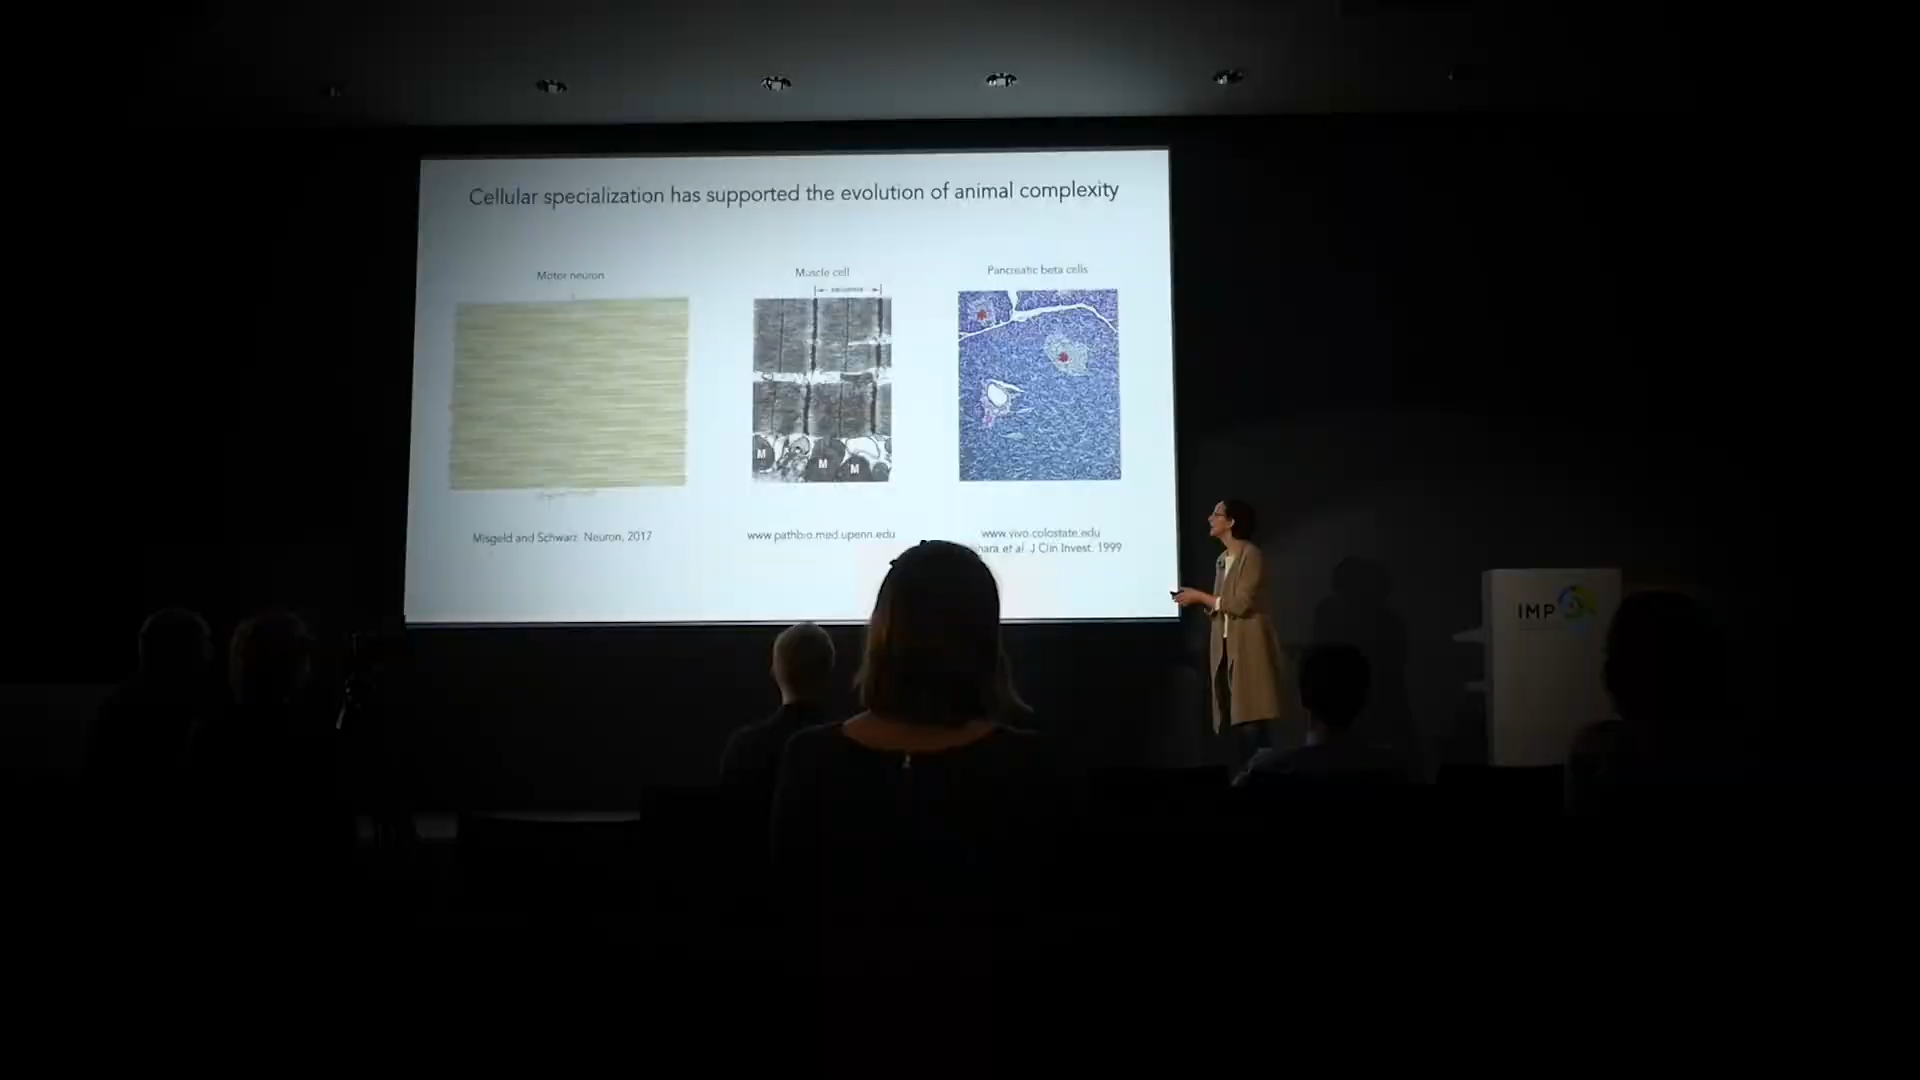 Cellular specialization has supported the evolution of animal complexity
Motor neuron
Muscle cell
Pancreatic beta cells
M
M
M
Misgeld and Schwarz. Neuron, 2017
www.pathbio.med.upenn.edu
www.vivo.colostate.edu
et al. J Clin Invest. 1999
IMP